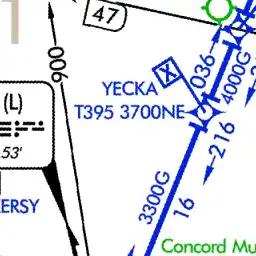 47
900
036
4000G
YECKA
T395 3700NE
(L)
53'
216
3300G
16
ERSY
Concord Mu